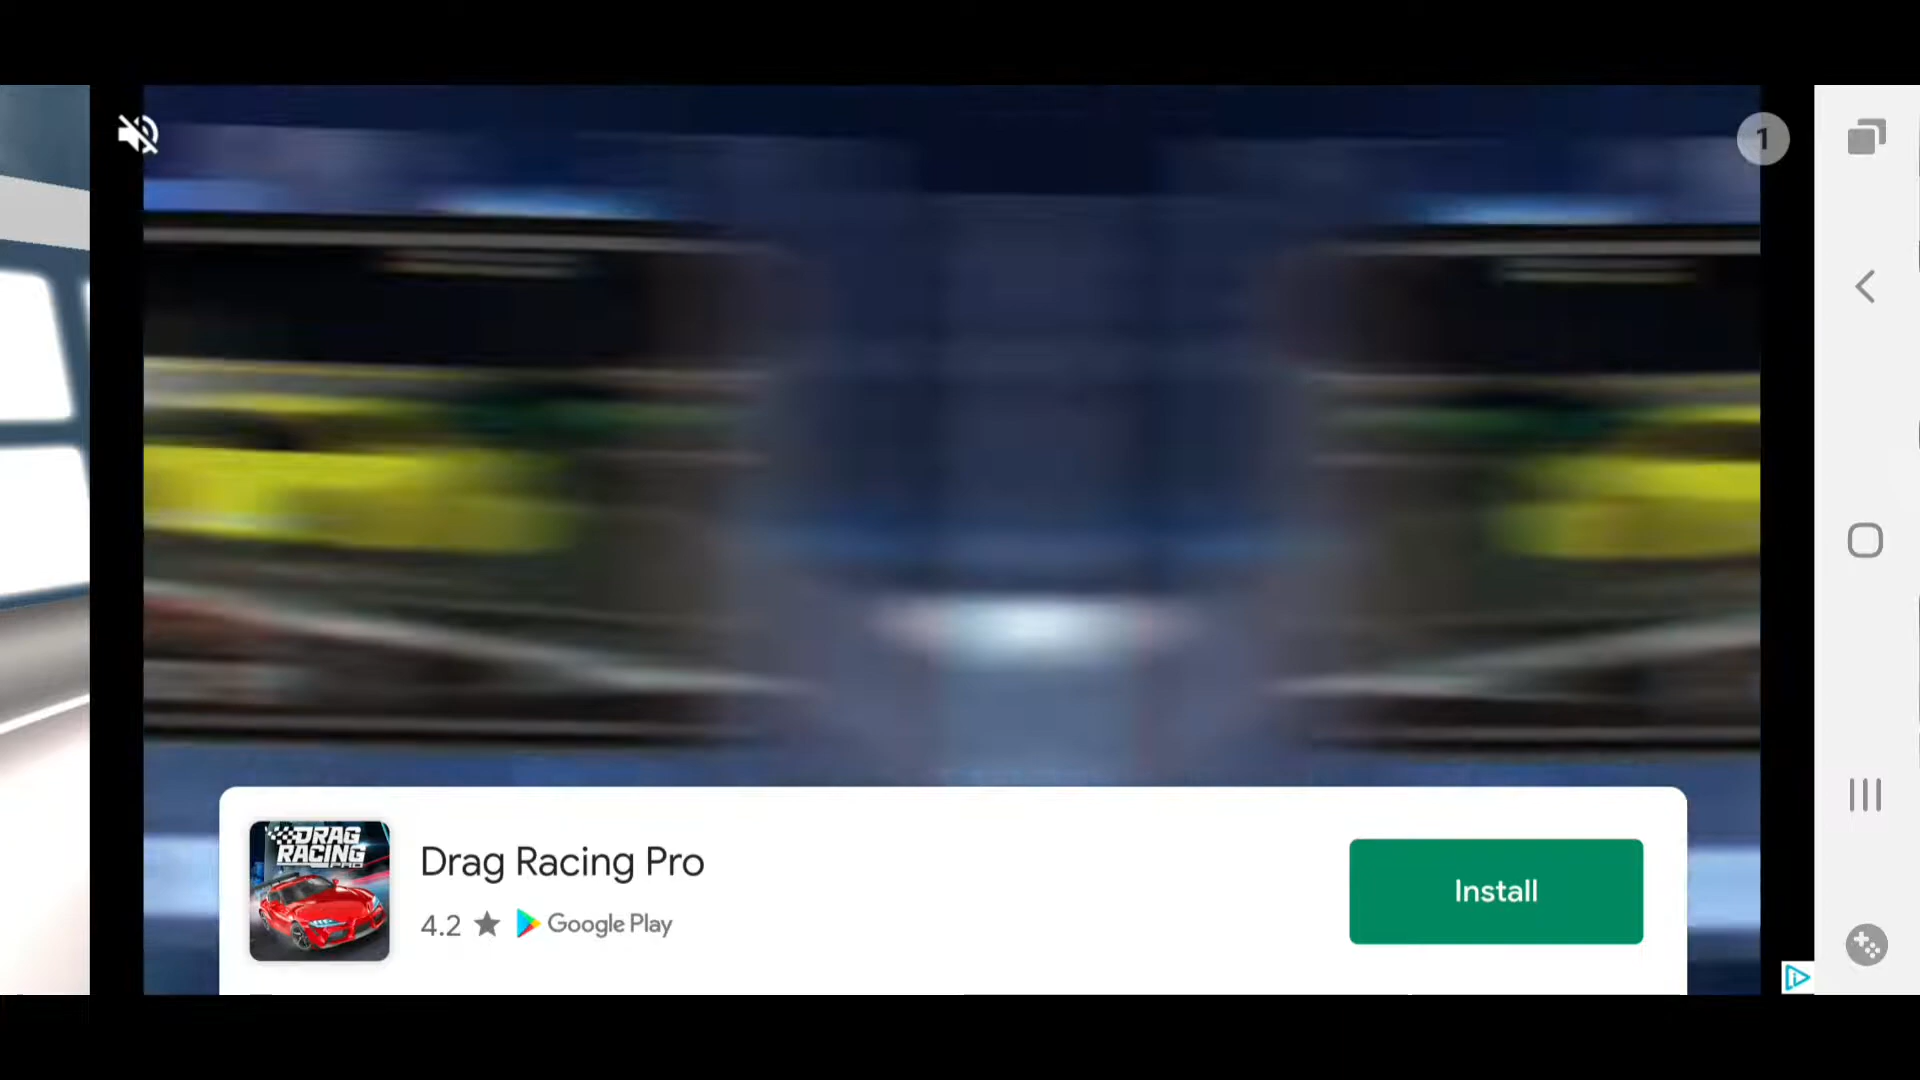 1
DRAG
RACING
PRO
Drag Racing Pro
4.2 ★ Google Play
Install